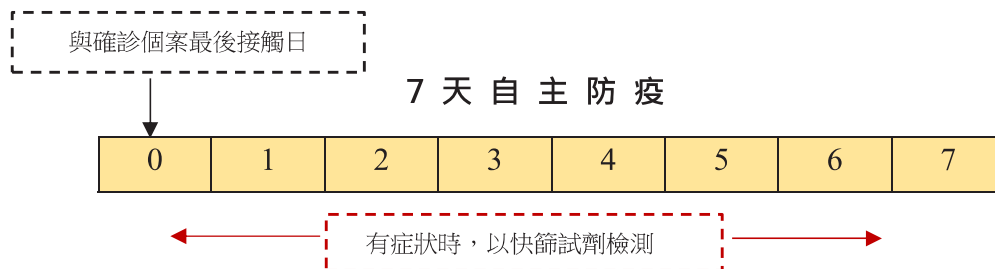 與確診個案最後接觸日
7 天 自 主 防 疫
0 1 2 3 4 5 6 7
有症狀時，以快篩試劑檢測